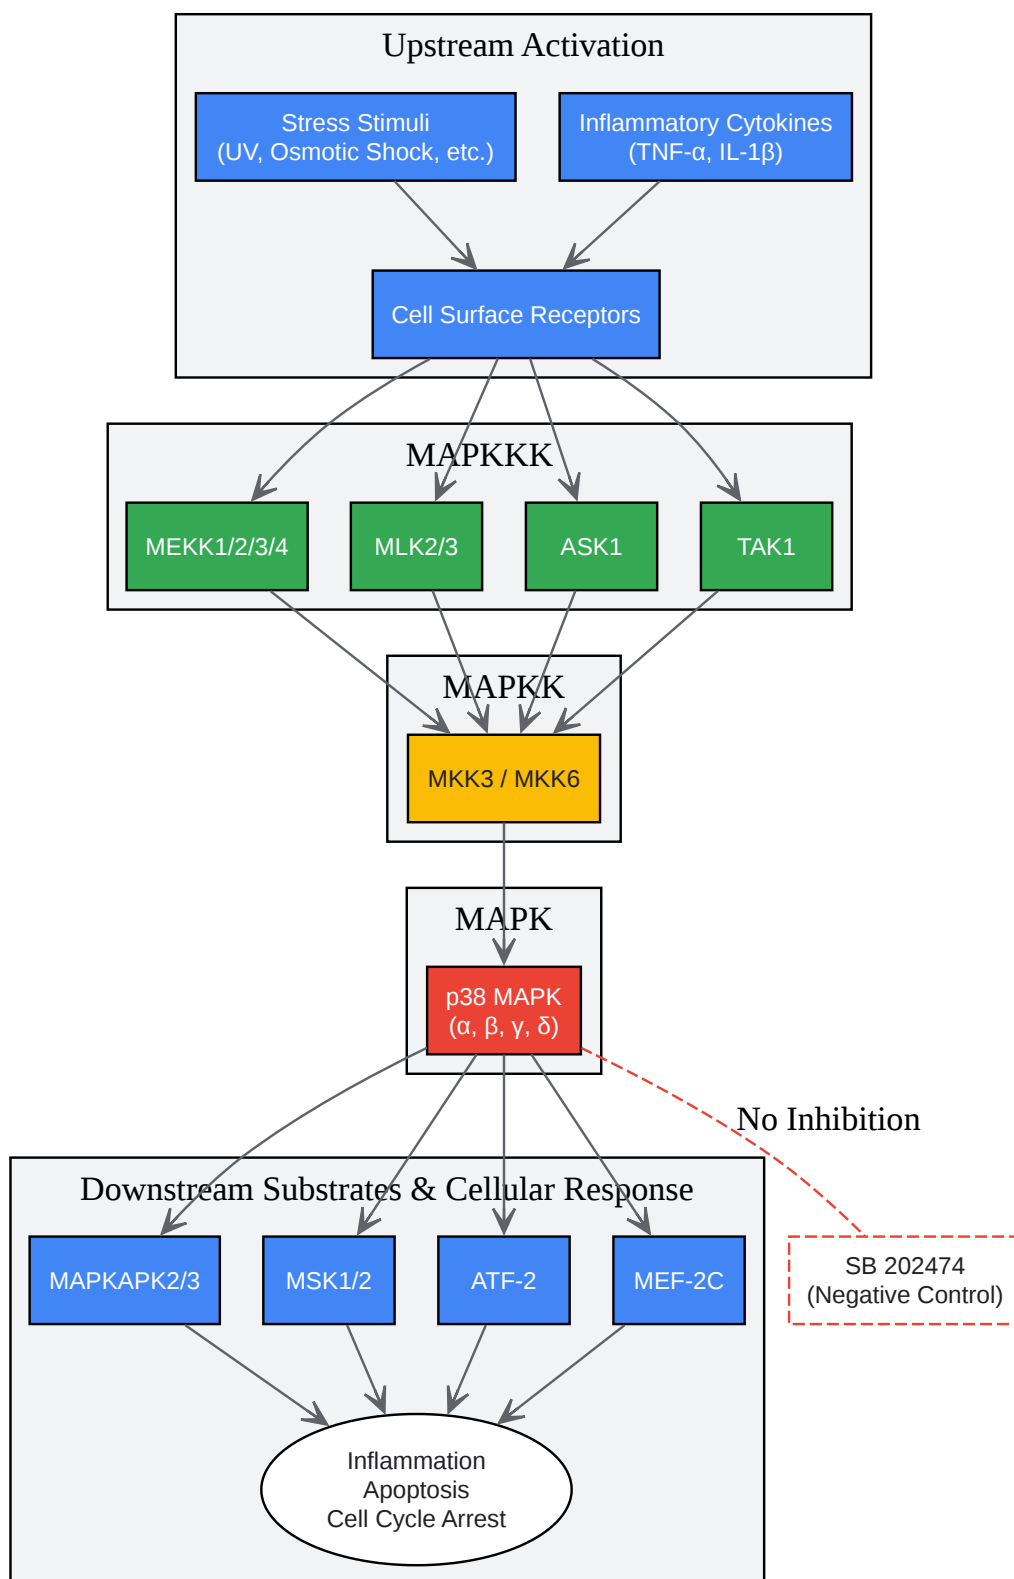 Upstream Activation
Stress Stimuli
(UV, Osmotic Shock, etc.)
Inflammatory Cytokines
(TNF-α, IL-1β)
Cell Surface Receptors
MAPKKK
MEKK1/2/3/4
MLK2/3
ASK1
TAK1
MAPKK
MKK3 / MKK6
MAPK
p38 MAPK
(α, β, γ, δ)
No Inhibition
Downstream Substrates & Cellular Response
MAPKAPK2/3
MSK1/2
ATF-2
MEF-2C
SB 202474
(Negative Control)
Inflammation
Apoptosis
Cell Cycle Arrest